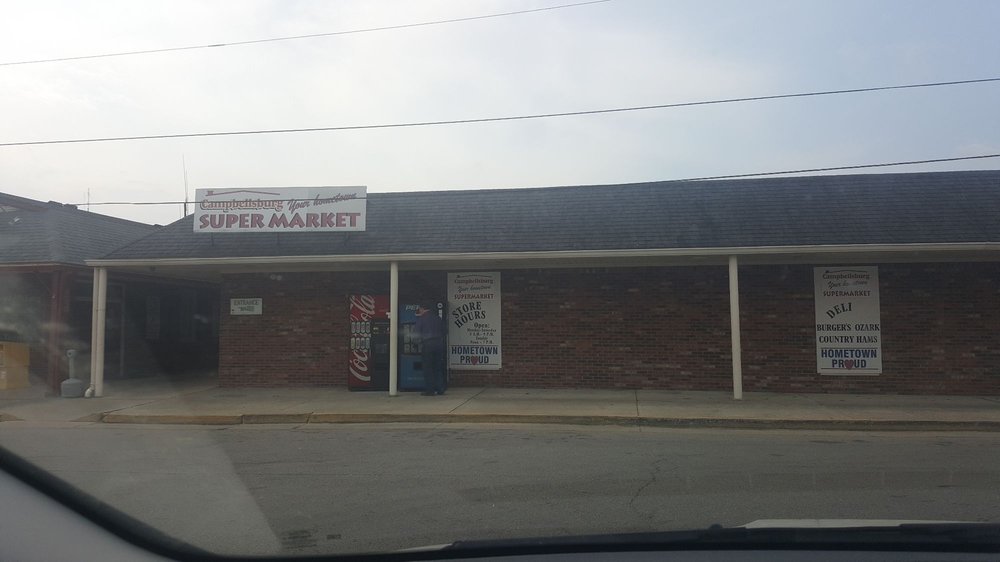 Campbellsburg Your hometown
SUPER MARKET
ENTRANCE
Coca-Cola
Campbellsburg
Your hometown
SUPERMARKET
STORE
HOURS
Open:
HOMETOWN
PROUD
Campbellsburg
Your hometown
SUPERMARKET
DELI
BURGER'S OZARK
COUNTRY HAMS
HOMETOWN
PROUD